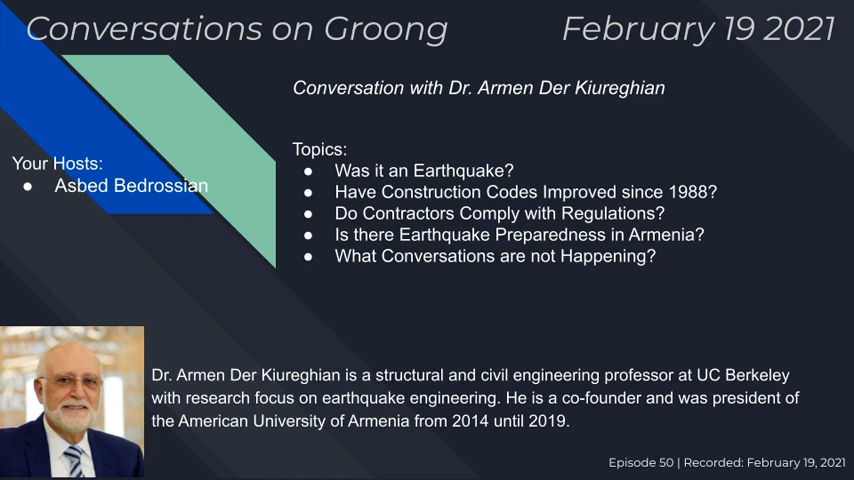 Conversations on Groong
February 19 2021
Conversation with Dr. Armen Der Kiureghian
Your Hosts:
● Asbed Bedrossian
Topics:
● Was it an Earthquake?
● Have Construction Codes Improved since 1988?
● Do Contractors Comply with Regulations?
● Is there Earthquake Preparedness in Armenia?
● What Conversations are not Happening?
Dr. Armen Der Kiureghian is a structural and civil engineering professor at UC Berkeley
with research focus on earthquake engineering. He is a co-founder and was president of
the American University of Armenia from 2014 until 2019.
Episode 50 | Recorded: February 19, 2021